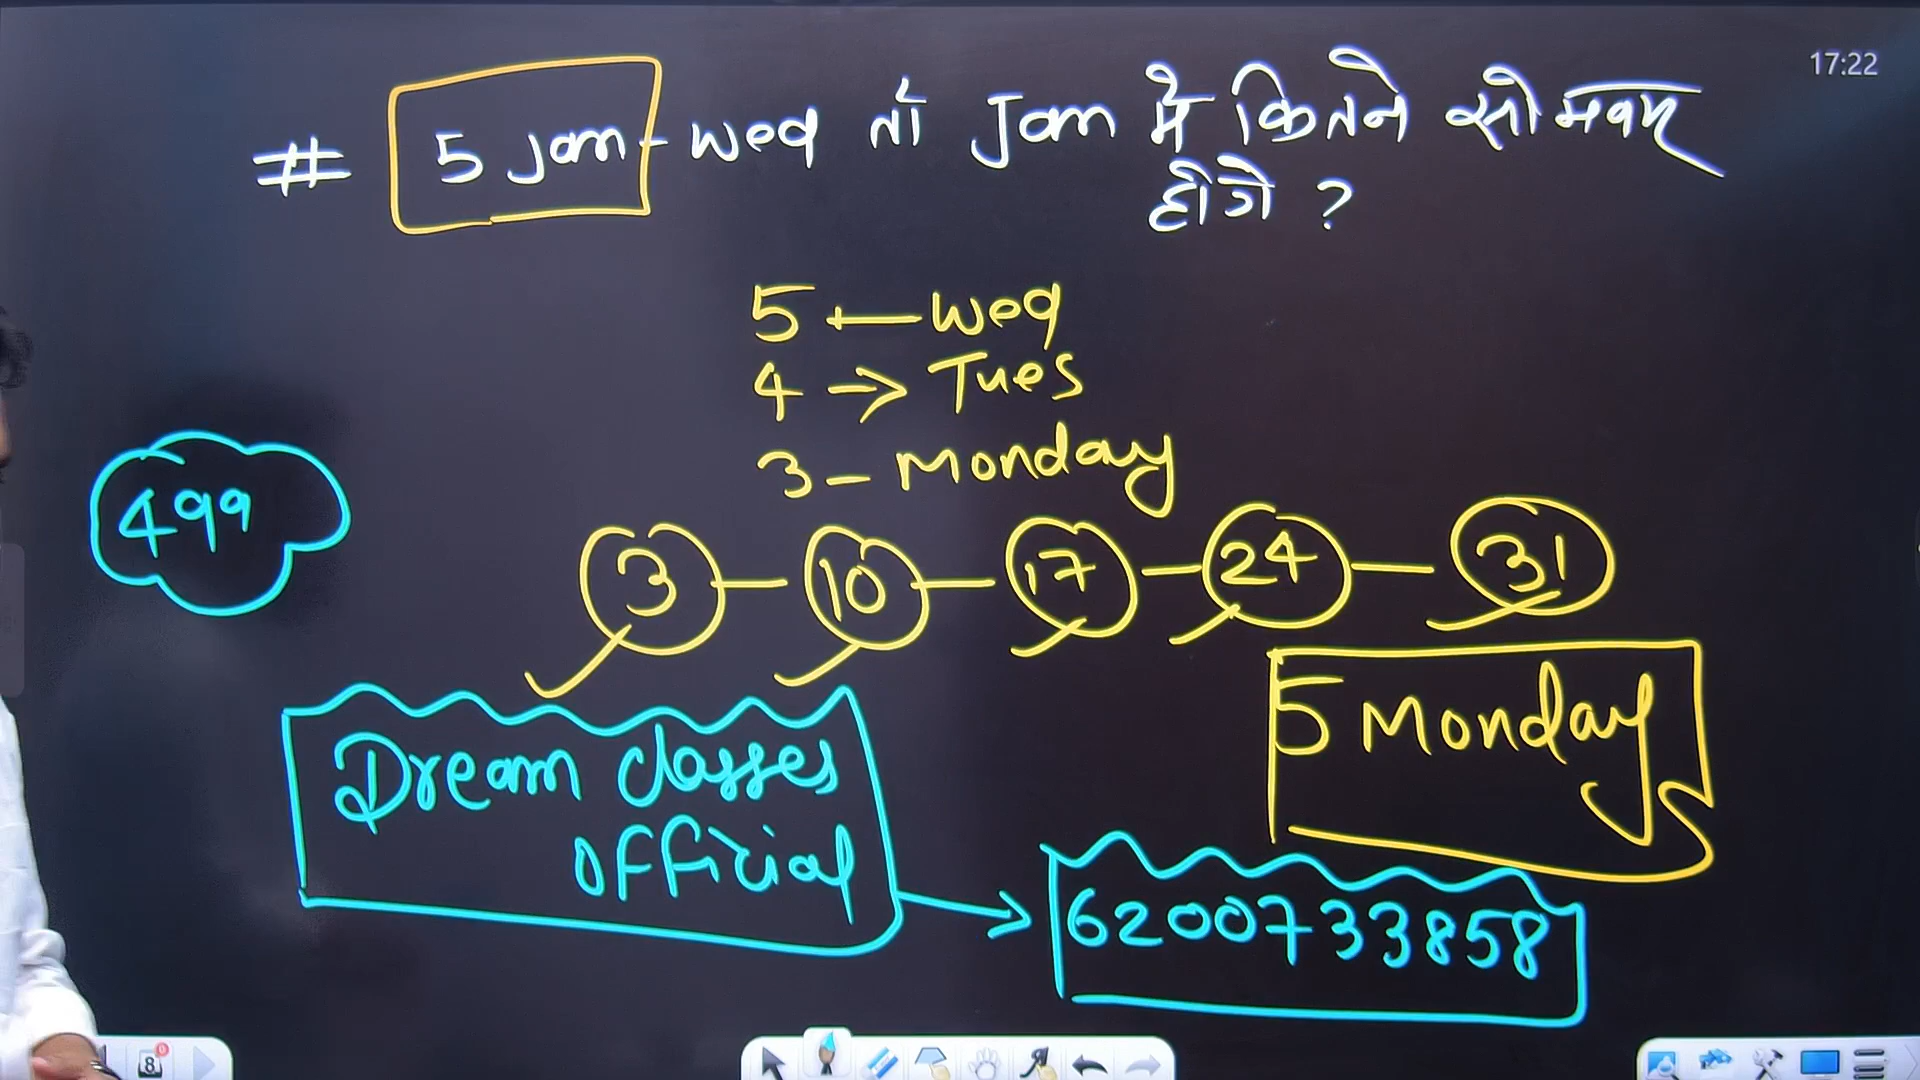 17:22
# 5 Jan - wed तो Jan में कितने सोमवार
होंगे ?
5 — wed
4 → Tues
3 - Monday
499
3 - 10 - 17 - 24 - 31
5 Monday
Dream classes
official
6200733858
8